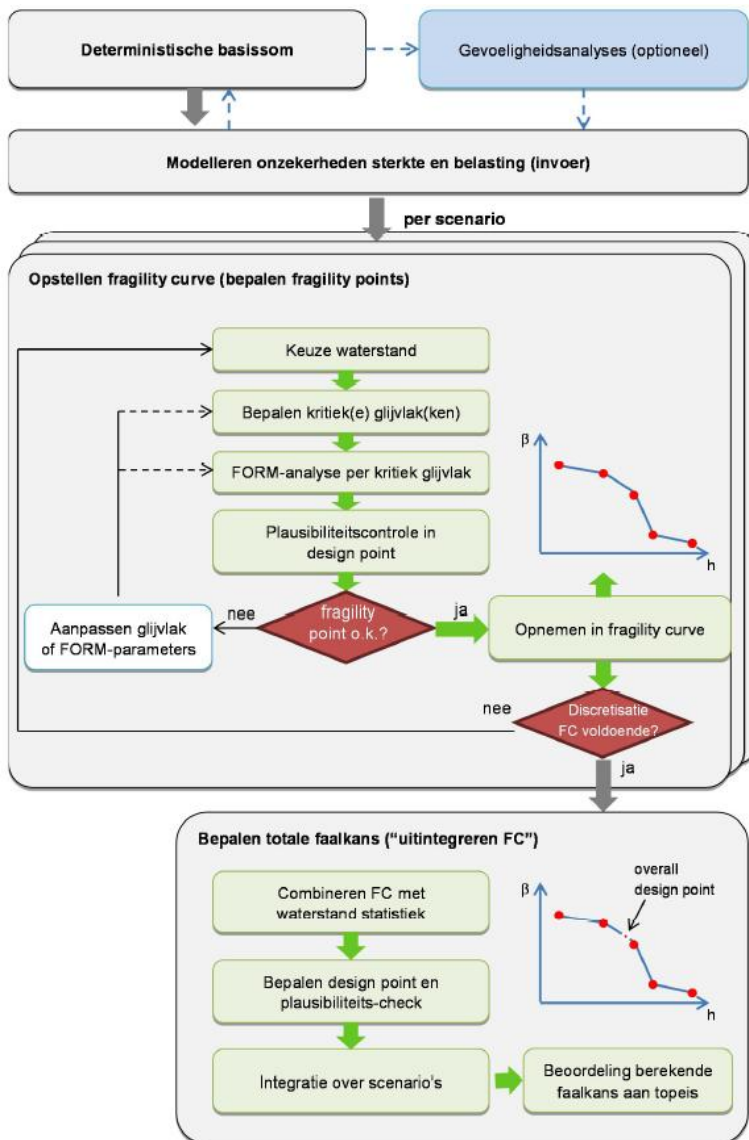 Deterministische basissom
Gevoeligheidsanalyses (optioneel)
Modelleren onzekerheden sterkte en belasting (invoer)
per scenario
Opstellen fragility curve (bepalen fragility points)
Keuze waterstand
Bepalen kritiek(e) glijvlak(ken)
FORM-analyse per kritiek glijvlak
Plausibiliteitscontrole in
design point
β
h
fragility
point o.k.?
nee
ja
Aanpassen glijvlak
of FORM-parameters
Opnemen in fragility curve
nee
Discretisatie
FC voldoende?
ja
Bepalen totale faalkans (“uitintegreren FC”)
Combineren FC met
waterstand statistiek
Bepalen design point en
plausibiliteits-check
Integratie over scenario's
β
overall
design point
h
Beoordeling berekende
faalkans aan topeis